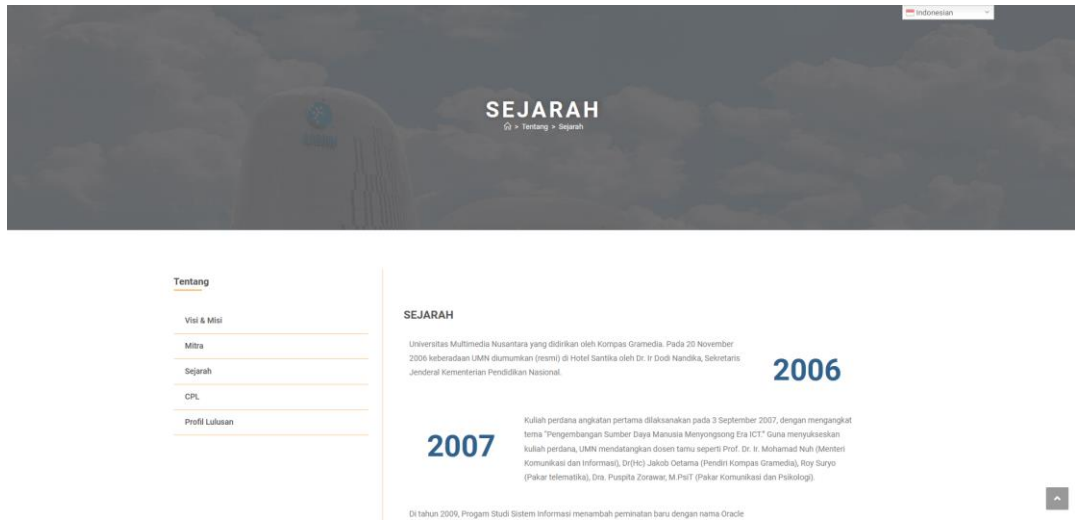 Indonesian
SEJARAH
> Tentang > Sejarah
Tentang
Visi & Misi
Mitra
Sejarah
CPL
Profil Lulusan
SEJARAH
Universitas Multimedia Nusantara yang didirikan oleh Kompas Gramedia. Pada 20 November
2006 keberadaan UMN diumumkan (resmi) di Hotel Santika oleh Dr. Ir Dodi Nandika, Sekretaris
Jenderal Kementerian Pendidikan Nasional.
2006
2007
Kuliah perdana angkatan pertama dilaksanakan pada 3 September 2007, dengan mengangkat
tema "Pengembangan Sumber Daya Manusia Menyongsong Era ICT." Guna menyukseskan
kuliah perdana, UMN mendatangkan dosen tamu seperti Prof. Dr. Ir. Mohamad Nuh (Menteri
Komunikasi dan Informasi), Dr(Hc) Jakob Oetama (Pendiri Kompas Gramedia), Roy Suryo
(Pakar telematika), Dra. Puspita Zorawar, M.PsiT (Pakar Komunikasi dan Psikologi).
Di tahun 2009, Progam Studi Sistem Informasi menambah peminatan baru dengan nama Oracle